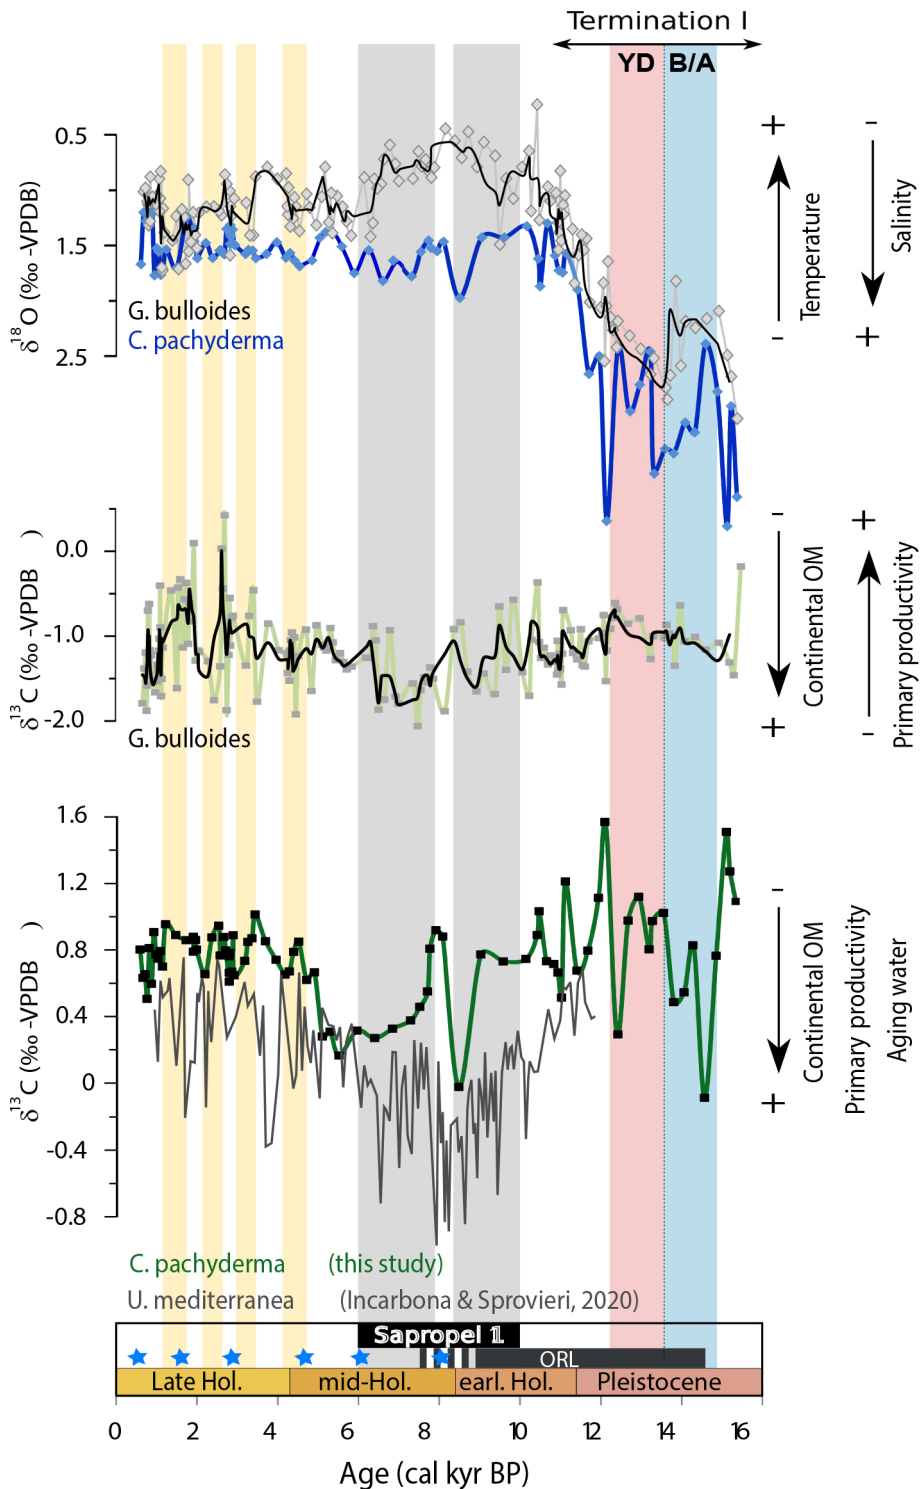 Termination I
YD B/A
0.5
1.5
2.5
δ18 O (‰ -VPDB)
G. bulloides
C. pachyderma
+
-
Temperature
-
+
Salinity
0.0
-1.0
-2.0
δ13 C (‰ -VPDB )
G. bulloides
-
+
Continental OM
+
-
Primary productivity
1.6
1.2
0.8
0.4
0
-0.4
-0.8
δ13 C (‰ -VPDB )
-
+
Continental OM
Primary productivity
Aging water
C. pachyderma (this study)
U. mediterranea (Incarbona & Sprovieri, 2020)
Sapropel 1
ORL
Late Hol. mid-Hol. earl. Hol. Pleistocene
0 2 4 6 8 10 12 14 16
Age (cal kyr BP)